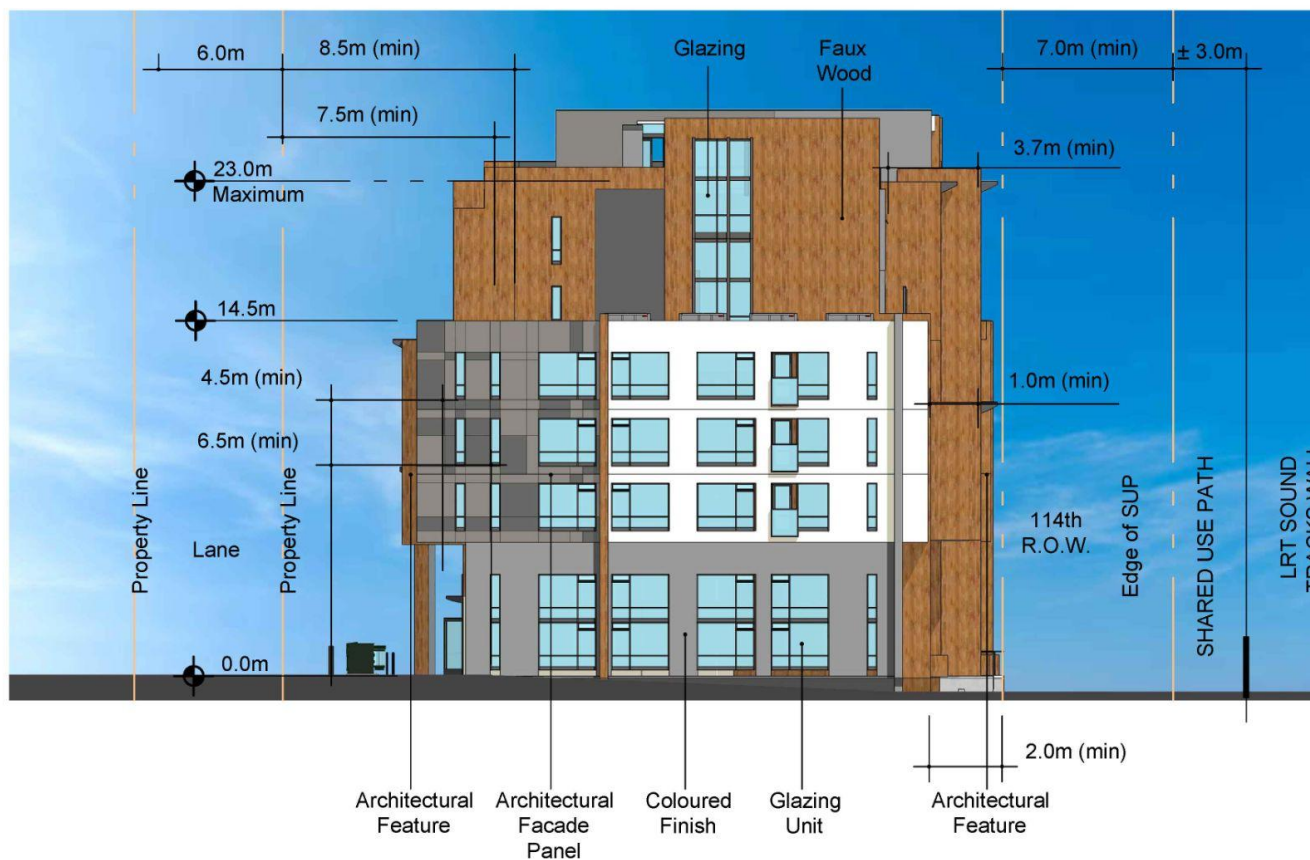 6.0m
8.5m (min)
Glazing
Faux
Wood
7.0m (min)
± 3.0m
7.5m (min)
3.7m (min)
23.0m
Maximum
14.5m
4.5m (min)
1.0m (min)
6.5m (min)
Property Line
Lane
Property Line
114th
R.O.W.
Edge of SUP
SHARED USE PATH
LRT SOUND
0.0m
2.0m (min)
Architectural
Feature
Architectural
Facade
Panel
Coloured
Finish
Glazing
Unit
Architectural
Feature